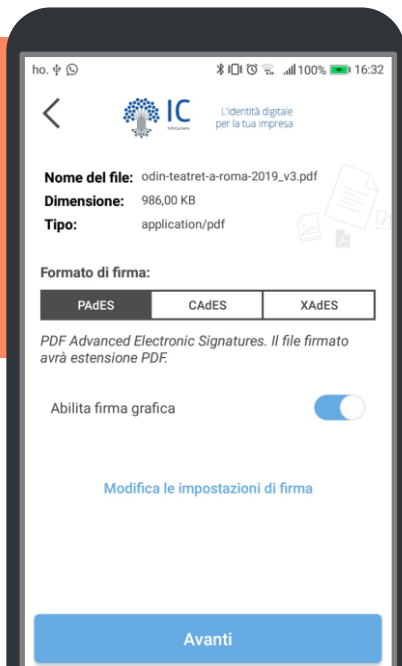 ho. 100% 16:32
IC L'identità digitale
InfoCamere per la tua impresa
Nome del file: odin-teatret-a-roma-2019_v3.pdf
Dimensione: 986,00 KB
Tipo: application/pdf
Formato di firma:
PAdES CAdES XAdES
PDF Advanced Electronic Signatures. Il file firmato
avrà estensione PDF.
Abilita firma grafica
Modifica le impostazioni di firma
Avanti